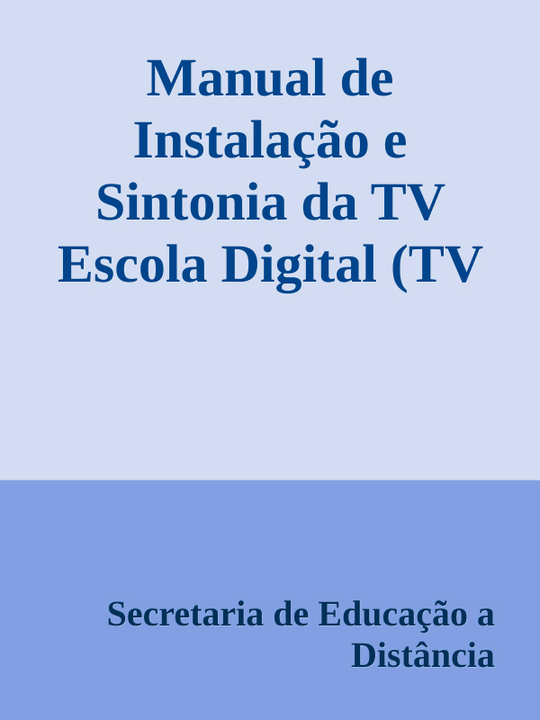 Manual de
Instalação e
Sintonia da TV
Escola Digital (TV
Secretaria de Educação a
Distância